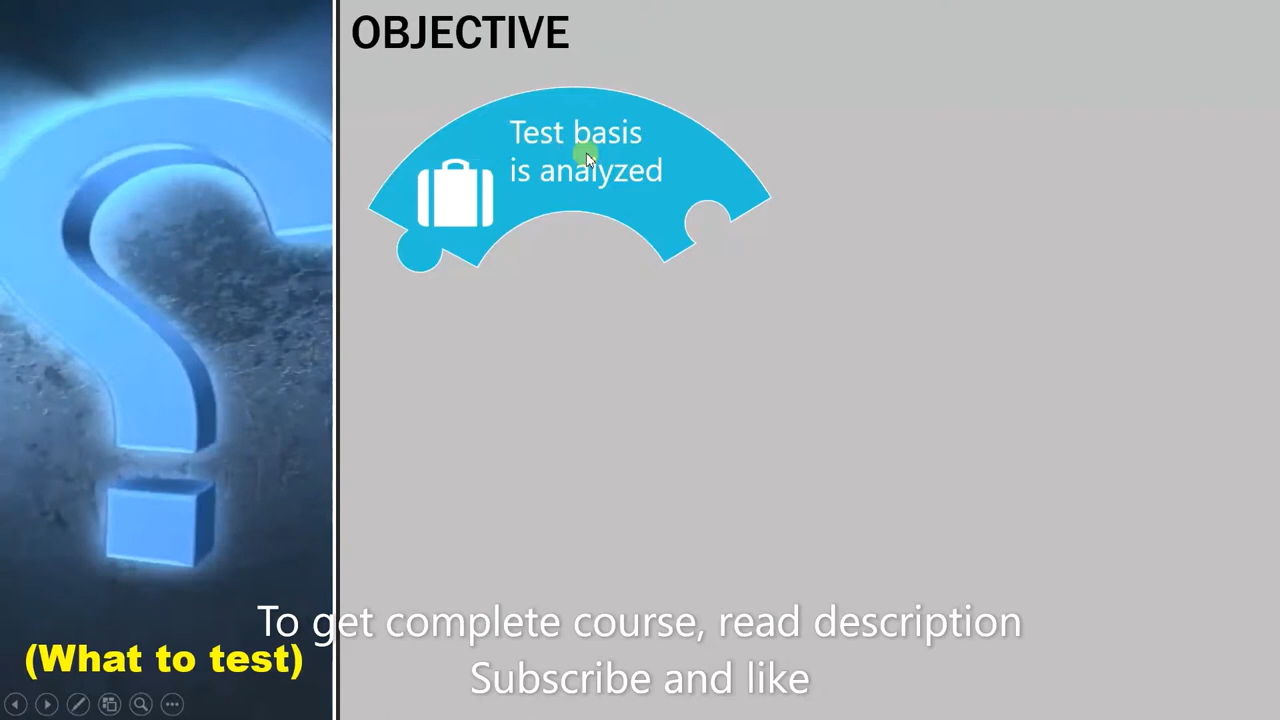 OBJECTIVE
Test basis
is analyzed
To get complete course, read description
(What to test)
Subscribe and like